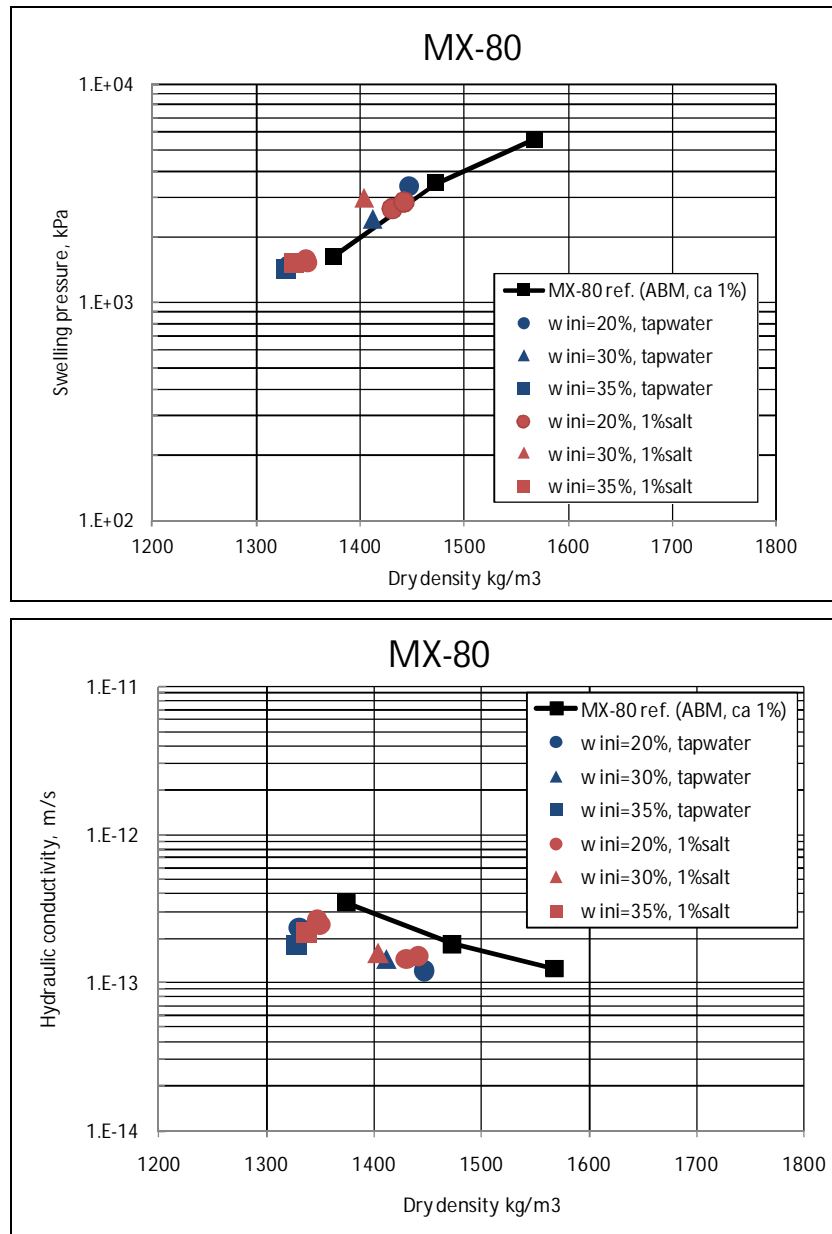 MX-80
1.E+04
1.E+03
1.E+02
Swelling pressure, kPa
MX-80 ref. (ABM, ca 1%)
w ini=20%, tapwater
w ini=30%, tapwater
w ini=35%, tapwater
w ini=20%, 1%salt
w ini=30%, 1%salt
w ini=35%, 1%salt
1200 1300 1400 1500 1600 1700 1800
Dry density kg/m3
MX-80
1.E-11
1.E-12
1.E-13
1.E-14
Hydraulic conductivity, m/s
MX-80 ref. (ABM, ca 1%)
w ini=20%, tapwater
w ini=30%, tapwater
w ini=35%, tapwater
w ini=20%, 1%salt
w ini=30%, 1%salt
w ini=35%, 1%salt
1200 1300 1400 1500 1600 1700 1800
Dry density kg/m3